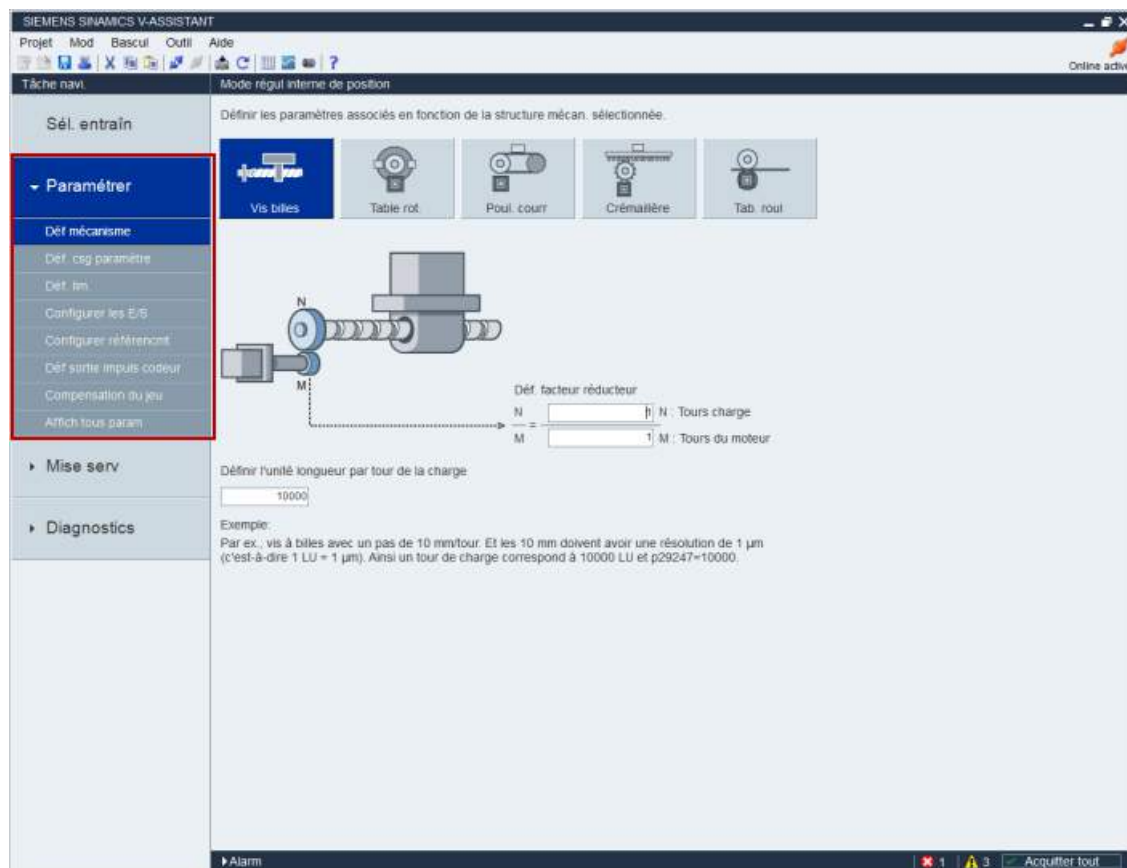 SIEMENS SINAMICS V-ASSISTANT
Projet Mod Bascul Outil Aide
Online activ
Tâche navi.
Mode régul interne de position
Sél. entraîn
Paramétrer
Déf mécanisme
Déf. csg paramètre
Déf. lim.
Configurer les E/S
Configurer référencmt
Déf sortie impuls codeur
Compensation du jeu
Affich tous param
Mise serv
Diagnostics
Définir les paramètres associés en fonction de la structure mécan. sélectionnée.
Vis billes
Table rot.
Poul. courr
Crémaillère
Tab. roul
N
M
Déf. facteur réducteur
N 1 N : Tours charge
=
M 1 M : Tours du moteur
Définir l'unité longueur par tour de la charge
10000
Exemple:
Par ex., vis à billes avec un pas de 10 mm/tour. Et les 10 mm doivent avoir une résolution de 1 µm
(c'est-à-dire 1 LU = 1 µm). Ainsi un tour de charge correspond à 10000 LU et p29247=10000.
Alarm
1 3 Acquitter tout